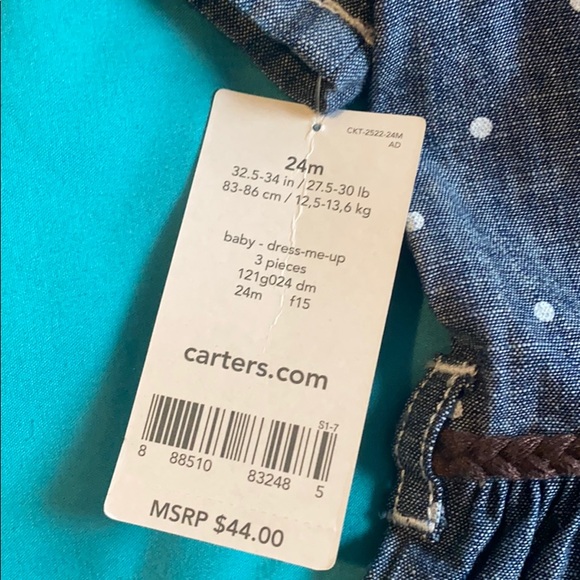 CKT-2522-24M
AD
24m
32.5-34 in / 27.5-30 lb
83-86 cm / 12,5-13,6 kg
baby - dress-me-up
3 pieces
121g024 dm
24m f15
carters.com
S1-7
8 88510 83248 5
MSRP $44.00